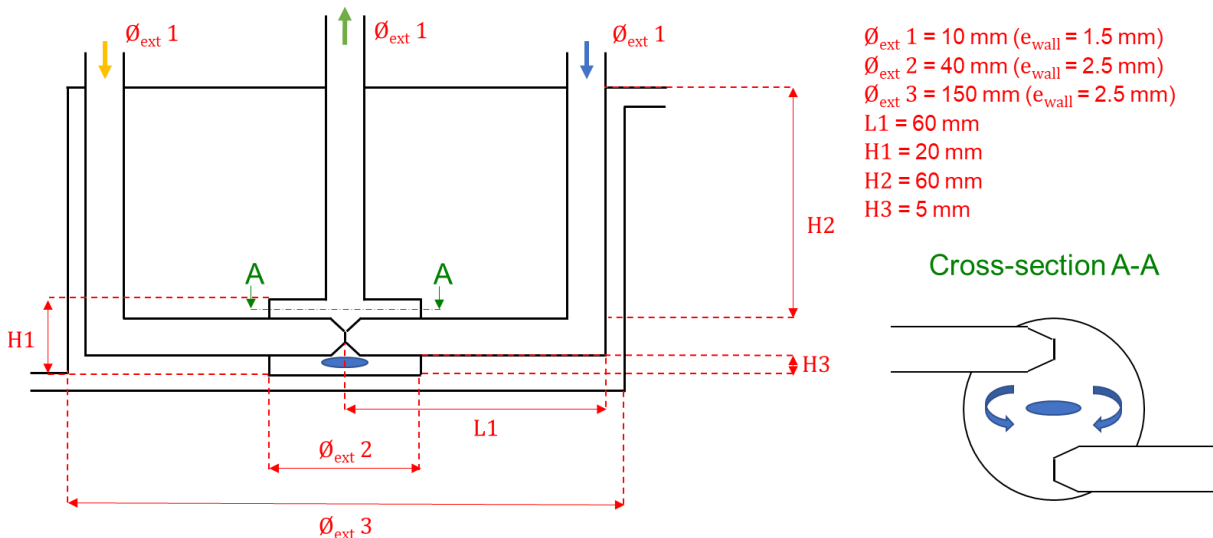 Øext 1
Øext 1
Øext 1
Øext 1 = 10 mm (ewall = 1.5 mm)
Øext 2 = 40 mm (ewall = 2.5 mm)
Øext 3 = 150 mm (ewall = 2.5 mm)
L1 = 60 mm
H1 = 20 mm
H2 = 60 mm
H3 = 5 mm
H2
A
A
Cross-section A-A
H1
H3
L1
Øext 2
Øext 3